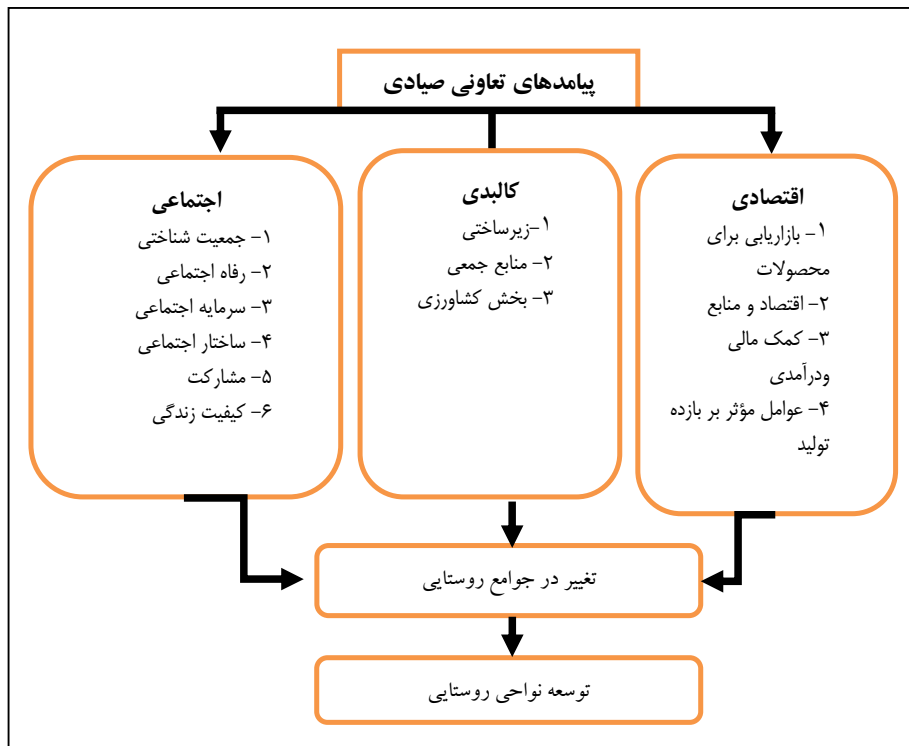 پیامدهای تعاونی صیادی
اقتصادی
۱- بازاریابی برای
محصولات
۲- اقتصاد و منابع
۳- کمک مالی
ودرآمدی
۴- عوامل مؤثر بر بازده
تولید
کالبدی
۱-زیرساختی
۲- منابع جمعی
۳- بخش کشاورزی
اجتماعی
۱- جمعیت شناختی
۲- رفاه اجتماعی
۳- سرمایه اجتماعی
۴- ساختار اجتماعی
۵- مشارکت
۶- کیفیت زندگی
تغییر در جوامع روستایی
توسعه نواحی روستایی